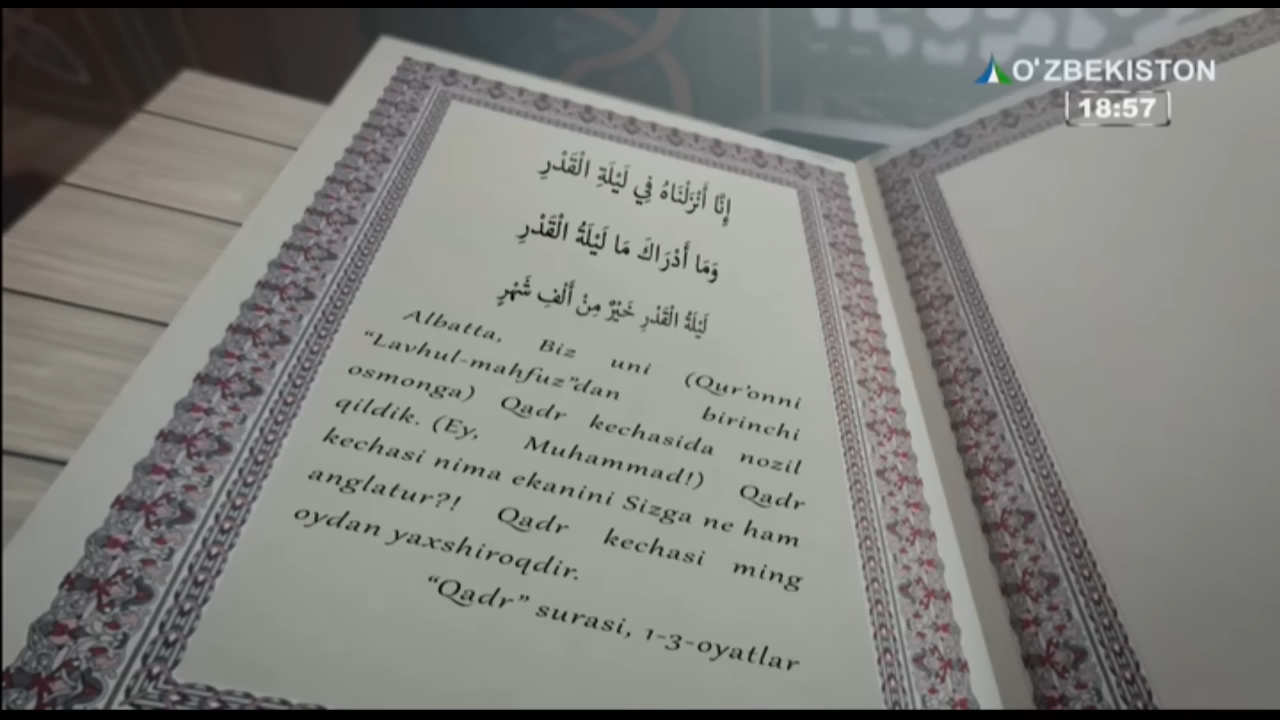 O'ZBEKISTON
18:57
إِنَّا أَنْزَلْنَاهُ فِي لَيْلَةِ الْقَدْرِ
وَمَا أَدْرَاكَ مَا لَيْلَةُ الْقَدْرِ
لَيْلَةُ الْقَدْرِ خَيْرٌ مِنْ أَلْفِ شَهْرٍ
Albatta, Biz uni (Qur'onni
“Lavhul-mahfuz”dan birinchi
osmonga) Qadr kechasida nozil
qildik. (Ey, Muhammad!) Qadr
kechasi nima ekanini Sizga ne ham
anglatur?! Qadr kechasi ming
oydan yaxshiroqdir.
“Qadr” surasi, 1-3-oyatlar